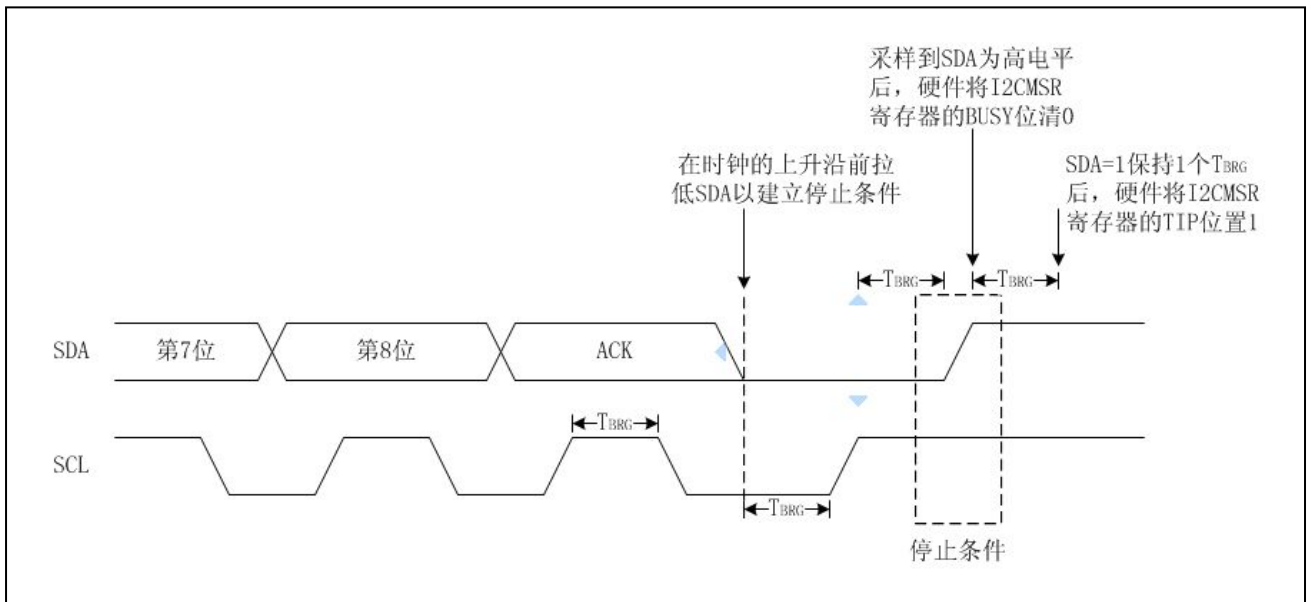 采样到SDA为高电平
后，硬件将I2CMSR
寄存器的BUSY位清0
在时钟的上升沿前拉
低SDA以建立停止条件
SDA=1保持1个TBRG
后，硬件将I2CMSR
寄存器的TIP位置1
TBRG
TBRG
SDA
第7位
第8位
ACK
TBRG
SCL
TBRG
停止条件